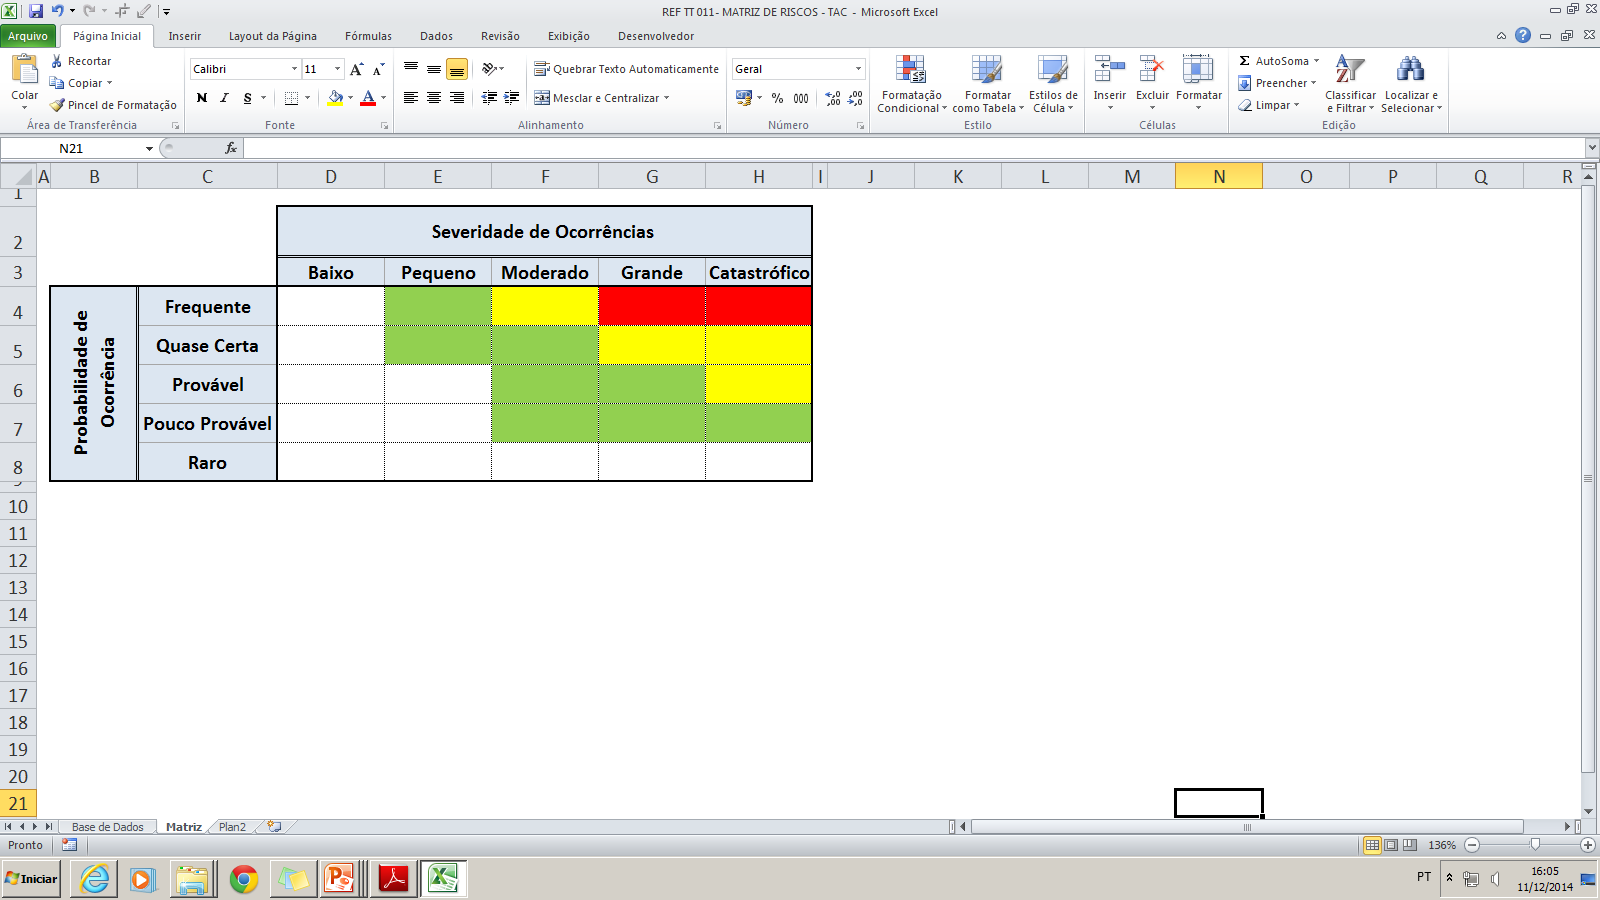 REF TT 011- MATRIZ DE RISCOS - TAC - Microsoft Excel
Arquivo Página Inicial Inserir Layout da Página Fórmulas Dados Revisão Exibição Desenvolvedor
Colar
Recortar
Copiar
Pincel de Formatação
Área de Transferência
Calibri 11
N I S A
Fonte
Quebrar Texto Automaticamente
Mesclar e Centralizar
Alinhamento
Geral
% 000
Número
Formatação Condicional
Formatar como Tabela
Estilos de Célula
Estilo
Inserir Excluir Formatar
Células
Σ AutoSoma
Preencher
Limpar
Classificar e Filtrar
Localizar e Selecionar
Edição
N21 fx
A B C D E F G H I J K L M N O P Q R
1
2 Severidade de Ocorrências
3 Baixo Pequeno Moderado Grande Catastrófico
Probabilidade de Ocorrência
4 Frequente
5 Quase Certa
6 Provável
7 Pouco Provável
8 Raro
9
10
11
12
13
14
15
16
17
18
19
20
21
Base de Dados Matriz Plan2
Pronto 136%
Iniciar PT 16:05
11/12/2014